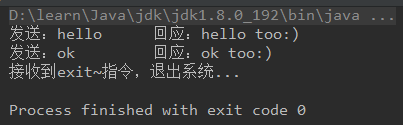 D:\learn\Java\jdk\jdk1.8.0_192\bin\java ...
发送：hello 回应：hello too:)
发送：ok 回应：ok too:)
接收到exit~指令，退出系统...
Process finished with exit code 0